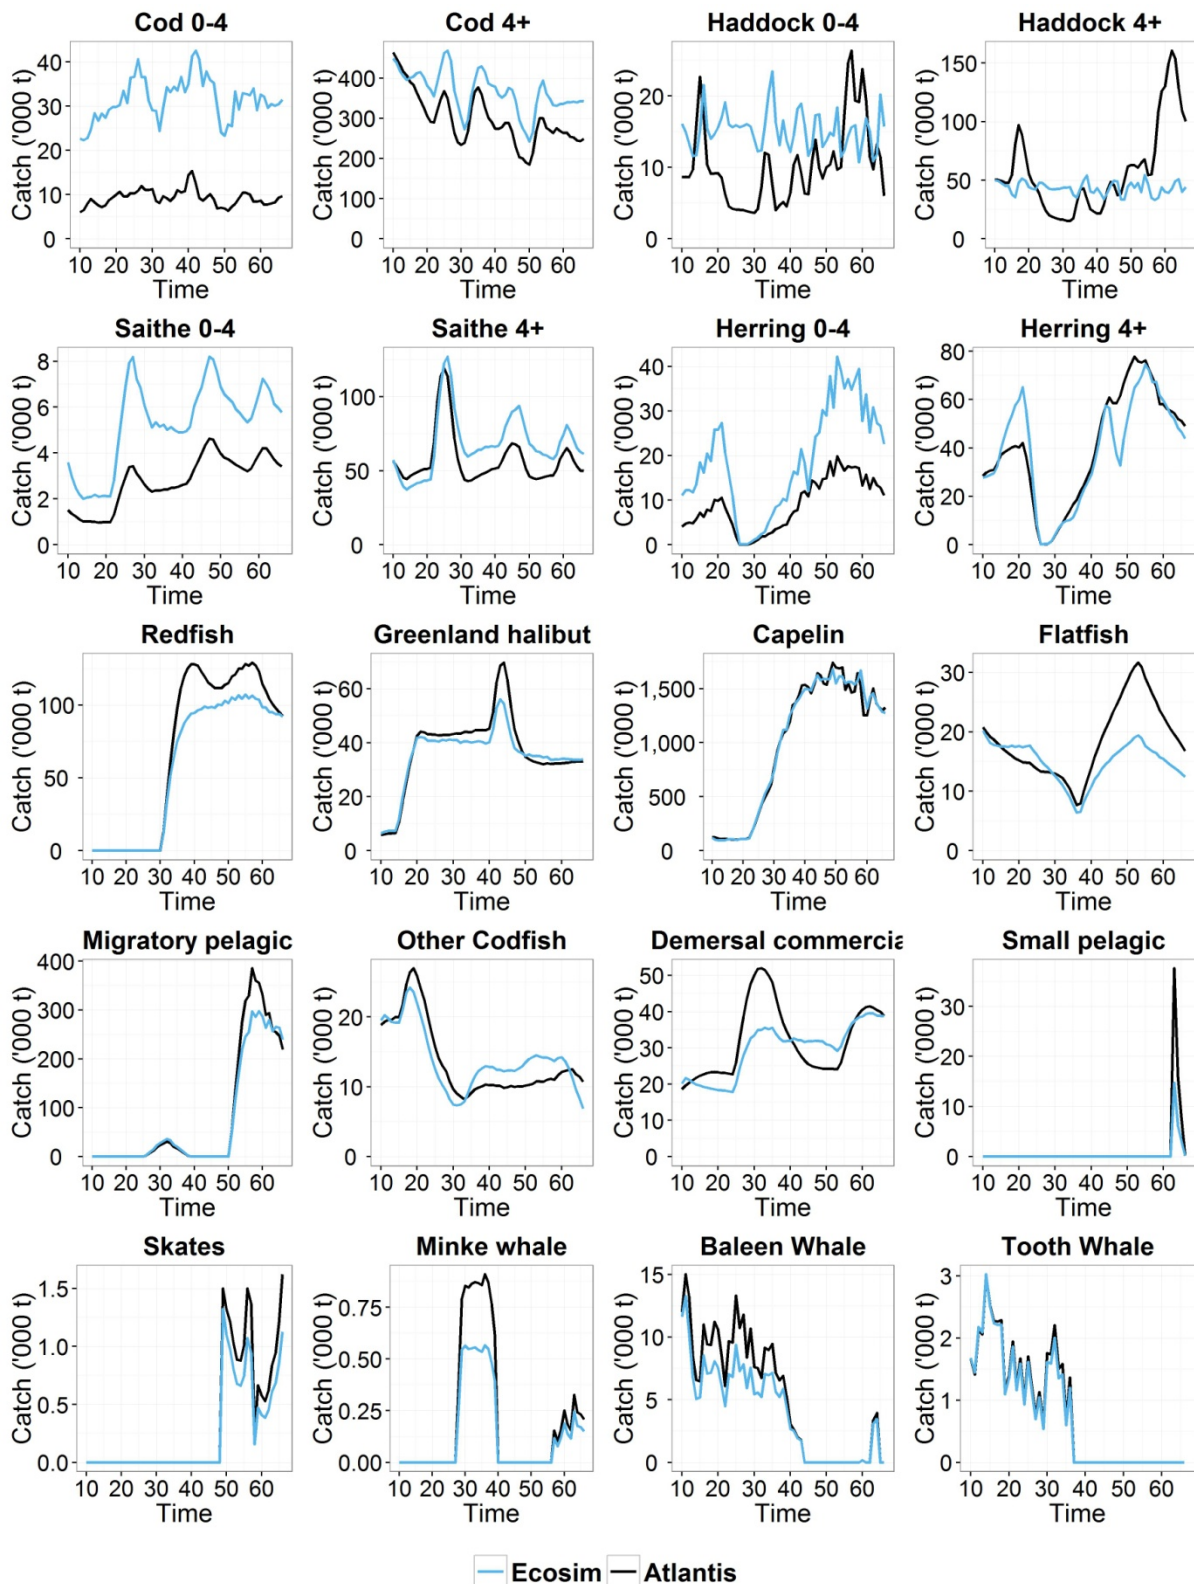 Cod 0-4
Cod 4+
Haddock 0-4
Haddock 4+
Catch ('000 t)
40
30
20
10
0
10 20 30 40 50 60
Time
Catch ('000 t)
400
300
200
100
0
10 20 30 40 50 60
Time
Catch ('000 t)
20
10
0
10 20 30 40 50 60
Time
Catch ('000 t)
150
100
50
0
10 20 30 40 50 60
Time
Saithe 0-4
Saithe 4+
Herring 0-4
Herring 4+
Catch ('000 t)
8
6
4
2
0
10 20 30 40 50 60
Time
Catch ('000 t)
100
50
0
10 20 30 40 50 60
Time
Catch ('000 t)
40
30
20
10
0
10 20 30 40 50 60
Time
Catch ('000 t)
80
60
40
20
0
10 20 30 40 50 60
Time
Redfish
Greenland halibut
Capelin
Flatfish
Catch ('000 t)
100
50
0
10 20 30 40 50 60
Time
Catch ('000 t)
60
40
20
0
10 20 30 40 50 60
Time
Catch ('000 t)
1,500
1,000
500
0
10 20 30 40 50 60
Time
Catch ('000 t)
30
20
10
0
10 20 30 40 50 60
Time
Migratory pelagic
Other Codfish
Demersal commercia
Small pelagic
Catch ('000 t)
400
300
200
100
0
10 20 30 40 50 60
Time
Catch ('000 t)
20
10
0
10 20 30 40 50 60
Time
Catch ('000 t)
50
40
30
20
10
0
10 20 30 40 50 60
Time
Catch ('000 t)
30
20
10
0
10 20 30 40 50 60
Time
Skates
Minke whale
Baleen Whale
Tooth Whale
Catch ('000 t)
1.5
1.0
0.5
0.0
10 20 30 40 50 60
Time
Catch ('000 t)
0.75
0.50
0.25
0.00
10 20 30 40 50 60
Time
Catch ('000 t)
15
10
5
0
10 20 30 40 50 60
Time
Catch ('000 t)
3
2
1
0
10 20 30 40 50 60
Time
Ecosim Atlantis